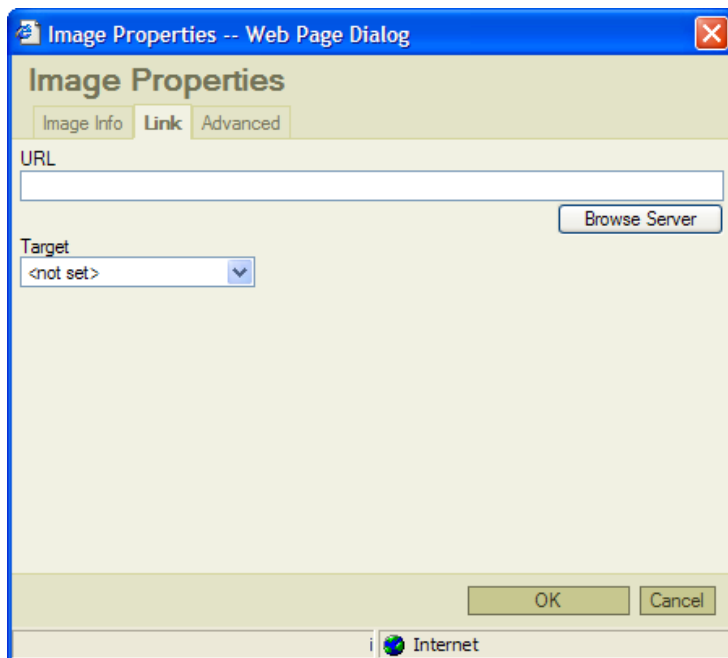 Image Properties -- Web Page Dialog
Image Properties
Image Info Link Advanced
URL
Browse Server
Target
<not set>
OK Cancel
i Internet